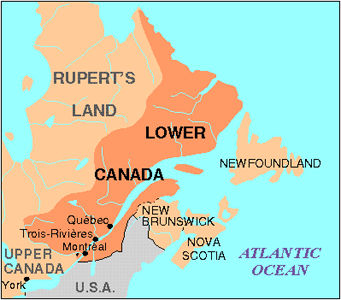 RUPERT'S
LAND
LOWER
CANADA
NEWFOUNDLAND
Québec
Trois-Rivières
Montréal
NEW
BRUNSWICK
NOVA
SCOTIA
UPPER
CANADA
York
U.S.A.
ATLANTIC
OCEAN